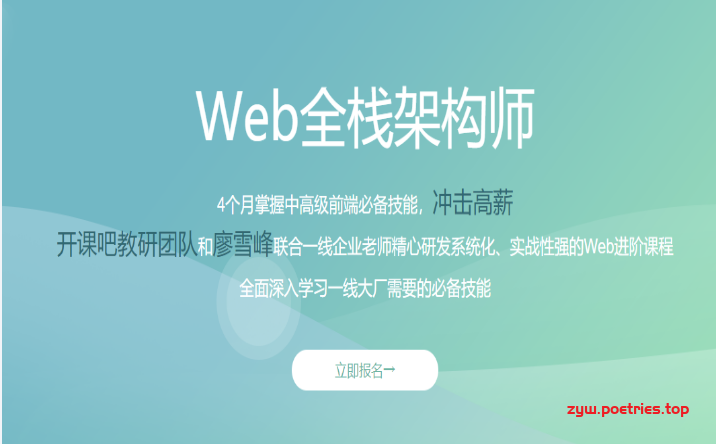 Web全栈架构师
4个月掌握中高级前端必备技能，冲击高薪
开课吧教研团队和廖雪峰联合一线企业老师精心研发系统化、实战性强的Web进阶课程
全面深入学习一线大厂需要的必备技能
立即报名→
zyw.poetries.top